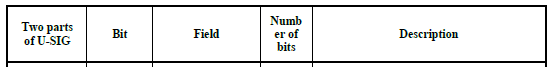 Two parts
of U-SIG
Bit
Field
Numb
er of
bits
Description